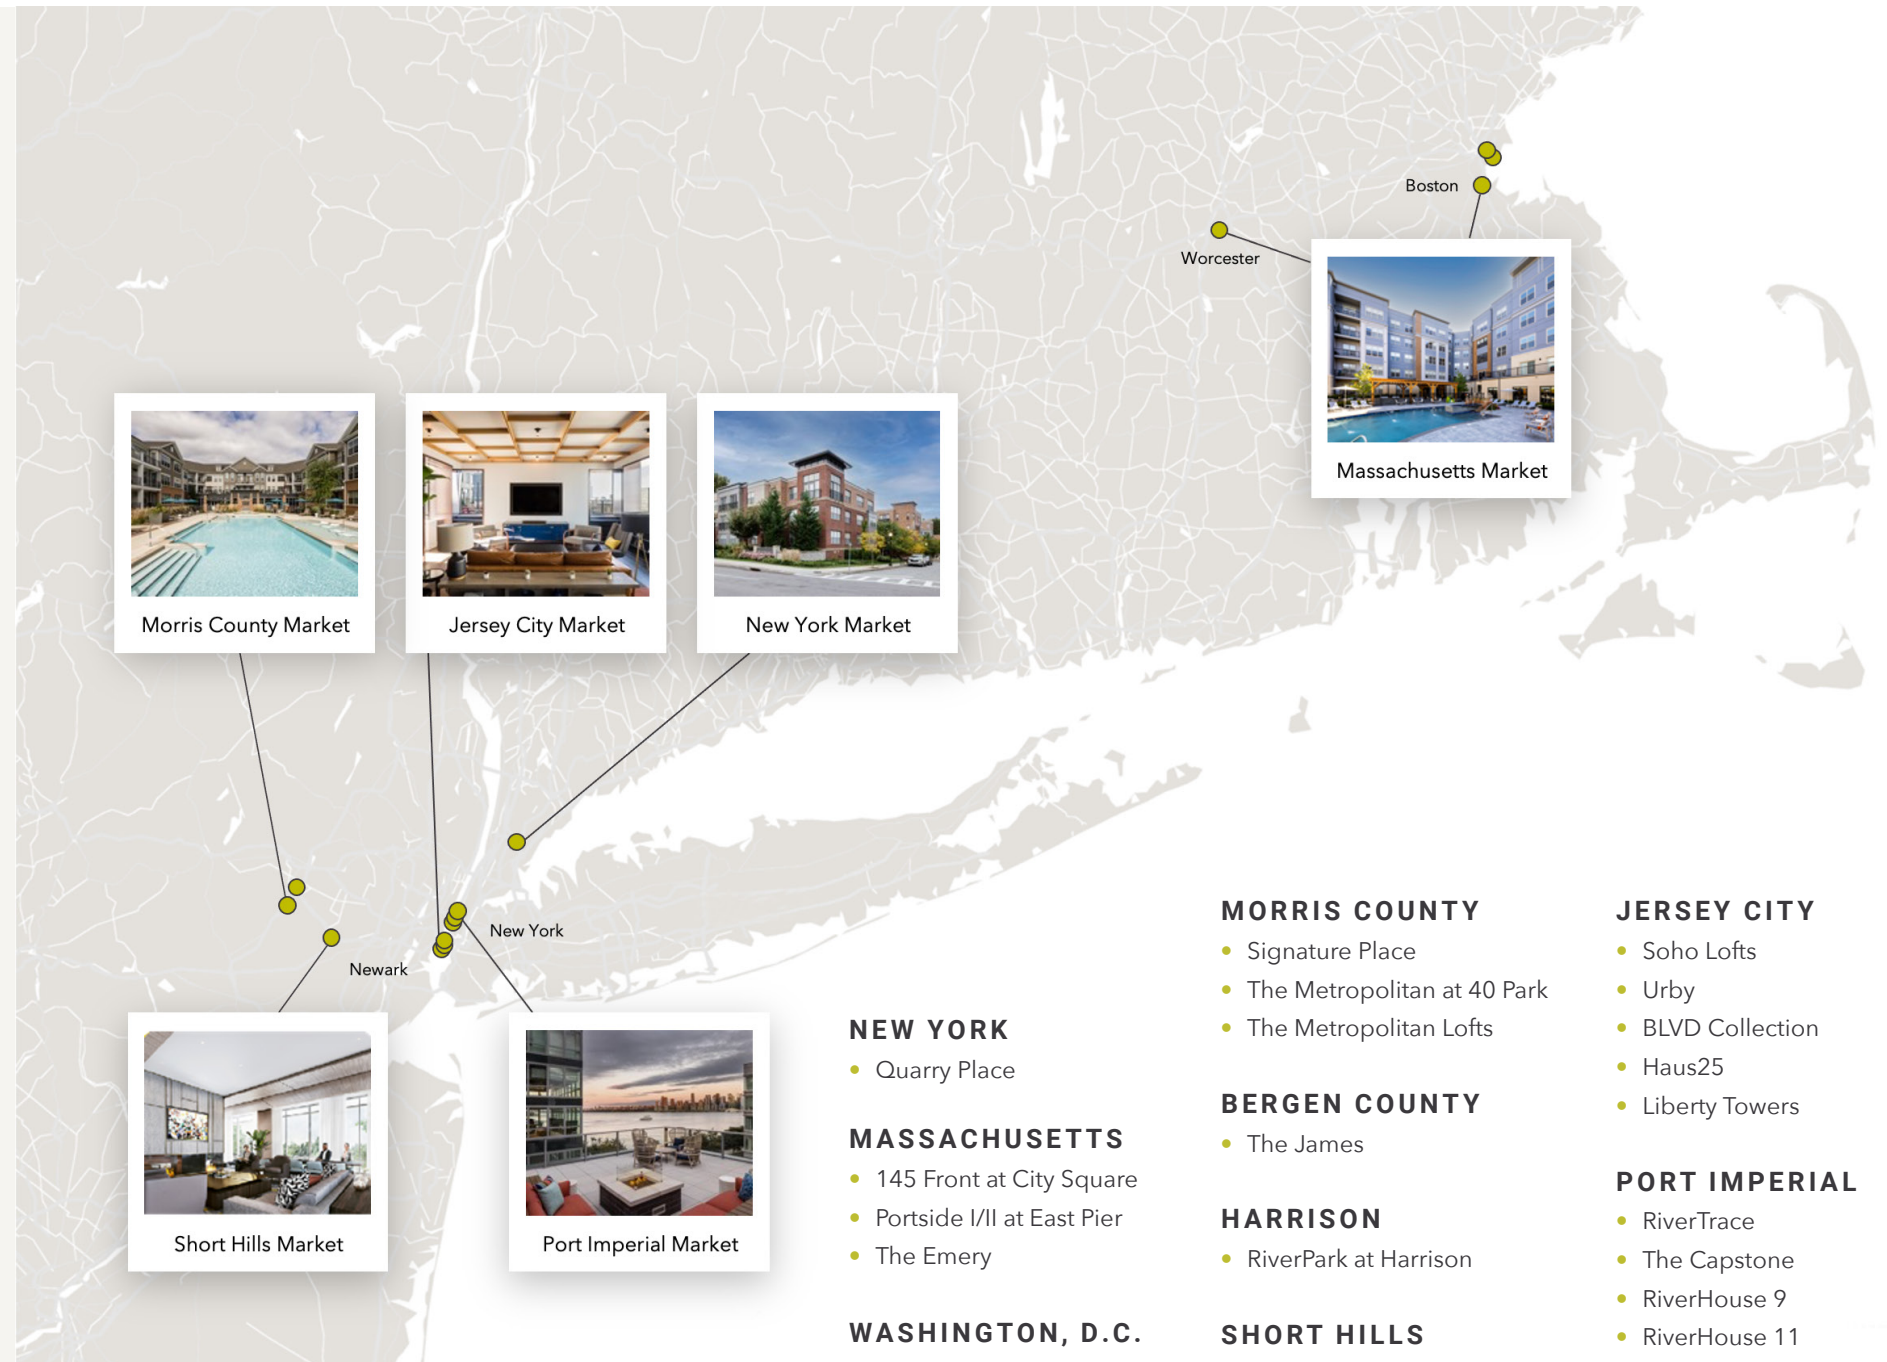 Boston
Worcester
Massachusetts Market
Morris County Market
Jersey City Market
New York Market
New York
Newark
Short Hills Market
Port Imperial Market
NEW YORK
• Quarry Place
MASSACHUSETTS
• 145 Front at City Square
• Portside I/II at East Pier
• The Emery
WASHINGTON, D.C.
MORRIS COUNTY
• Signature Place
• The Metropolitan at 40 Park
• The Metropolitan Lofts
BERGEN COUNTY
• The James
HARRISON
• RiverPark at Harrison
SHORT HILLS
JERSEY CITY
• Soho Lofts
• Urby
• BLVD Collection
• Haus25
• Liberty Towers
PORT IMPERIAL
• RiverTrace
• The Capstone
• RiverHouse 9
• RiverHouse 11